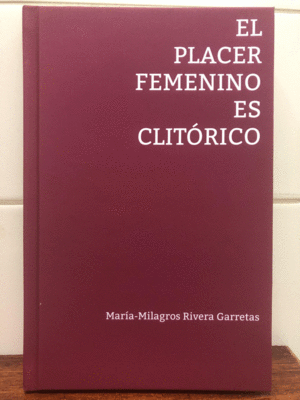 EL
PLACER
FEMENINO
ES
CLITÓRICO
María-Milagros Rivera Garretas